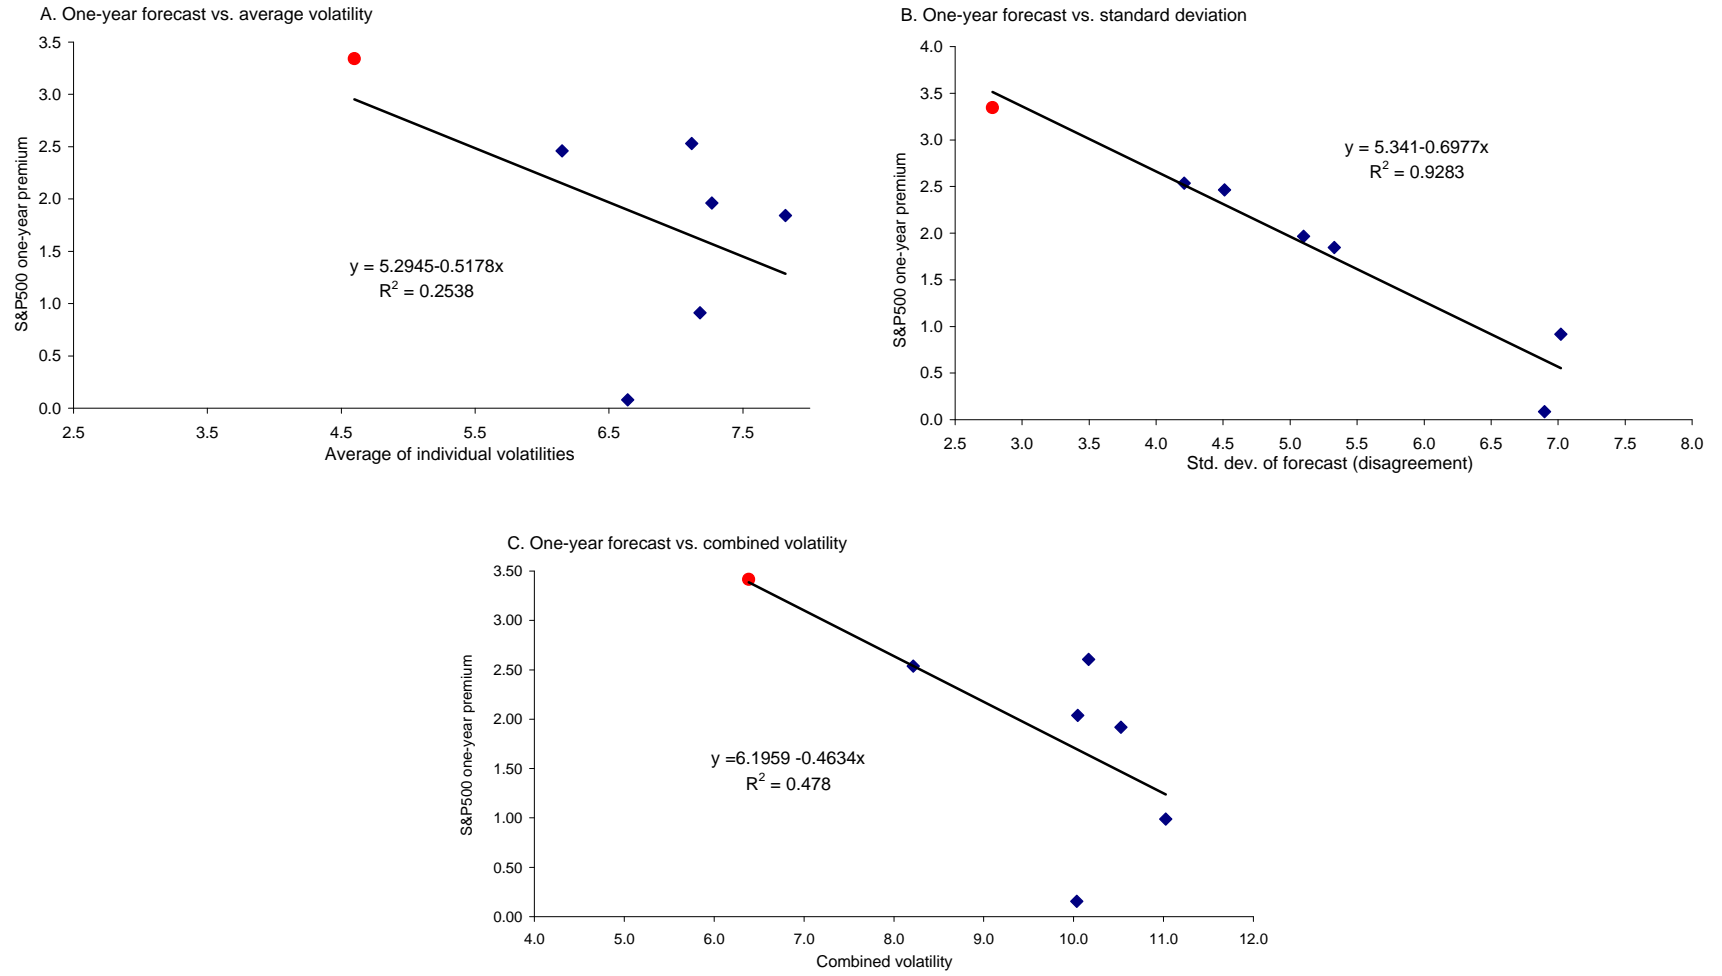 A. One-year forecast vs. average volatility
3.5
3.0
2.5
2.0
1.5
1.0
0.5
0.0
S&P500 one-year premium
y = 5.2945-0.5178x
R² = 0.2538
2.5 3.5 4.5 5.5 6.5 7.5
Average of individual volatilities
B. One-year forecast vs. standard deviation
4.0
3.5
3.0
2.5
2.0
1.5
1.0
0.5
0.0
S&P500 one-year premium
y = 5.341-0.6977x
R² = 0.9283
2.5 3.0 3.5 4.0 4.5 5.0 5.5 6.0 6.5 7.0 7.5 8.0
Std. dev. of forecast (disagreement)
C. One-year forecast vs. combined volatility
3.50
3.00
2.50
2.00
1.50
1.00
0.50
0.00
S&P500 one-year premium
y =6.1959 -0.4634x
R² = 0.478
4.0 5.0 6.0 7.0 8.0 9.0 10.0 11.0 12.0
Combined volatility